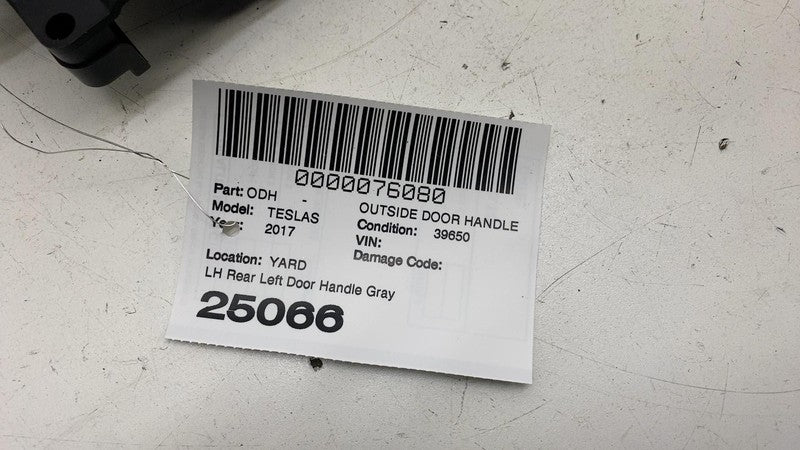 0000076080
Part: ODH - OUTSIDE DOOR HANDLE
Model: TESLAS Condition: 39650
Year: 2017 VIN:
Damage Code:
Location: YARD
LH Rear Left Door Handle Gray
25066